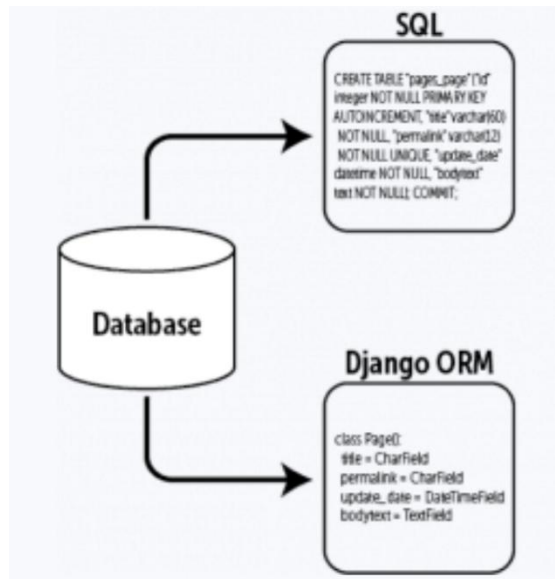 SQL
CREATE TABLE "pages_page" ("id"
integer NOT NULL PRIMARY KEY
AUTOINCREMENT, "title" varchar(60)
NOT NULL, "permalink" varchar(12)
NOT NULL UNIQUE, "update_date"
datetime NOT NULL, "bodytext"
text NOT NULL); COMMIT;
Database
Django ORM
class Page():
title = CharField
permalink = CharField
update_date = DateTimeField
bodytext = TextField